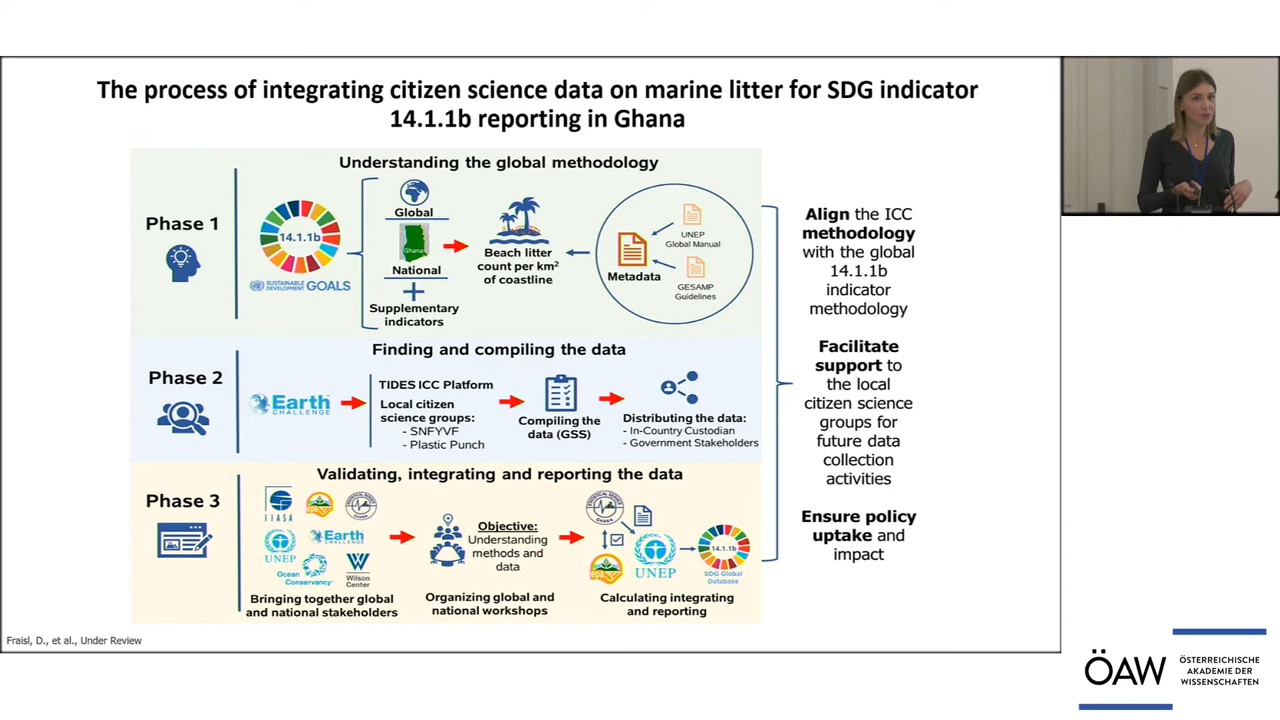 The process of integrating citizen science data on marine litter for SDG indicator
14.1.1b reporting in Ghana
Understanding the global methodology
Phase 1
14.1.1b
SUSTAINABLE
DEVELOPMENT
GOALS
Global
Ghana
National
Supplementary
indicators
Beach litter
count per km²
of coastline
Metadata
UNEP
Global Manual
GESAMP
Guidelines
Finding and compiling the data
Phase 2
Earth
CHALLENGE
TIDES ICC Platform
Local citizen
science groups:
- SNFYVF
- Plastic Punch
Compiling the
data (GSS)
Distributing the data:
- In-Country Custodian
- Government Stakeholders
Validating, integrating and reporting the data
Phase 3
IIASA
UNEP
Earth
CHALLENGE
Ocean
Conservancy
Wilson
Center
Bringing together global
and national stakeholders
Objective:
Understanding
methods and
data
Organizing global and
national workshops
epa
UNEP
14.1.1b
SDG Global
Database
Calculating integrating
and reporting
Align the ICC
methodology
with the global
14.1.1b
indicator
methodology
Facilitate
support to
the local
citizen science
groups for
future data
collection
activities
Ensure policy
uptake and
impact
Fraisl, D., et al., Under Review
ÖAW
ÖSTERREICHISCHE
AKADEMIE DER
WISSENSCHAFTEN